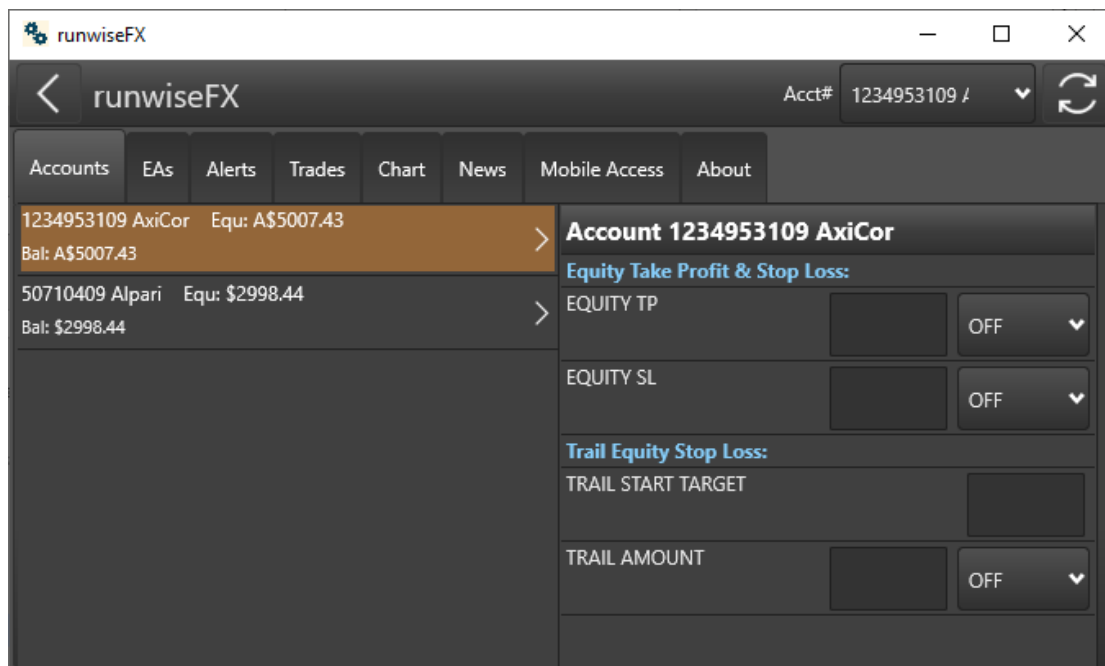 runwiseFX
runwiseFX Acct# 1234953109 A
Accounts EAs Alerts Trades Chart News Mobile Access About
1234953109 AxiCor Equ: A$5007.43
Bal: A$5007.43
50710409 Alpari Equ: $2998.44
Bal: $2998.44
Account 1234953109 AxiCor
Equity Take Profit & Stop Loss:
EQUITY TP OFF
EQUITY SL OFF
Trail Equity Stop Loss:
TRAIL START TARGET
TRAIL AMOUNT OFF